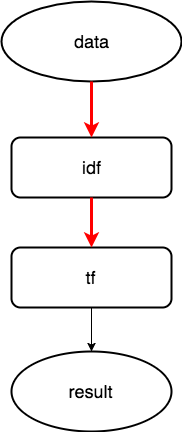 data
idf
tf
result